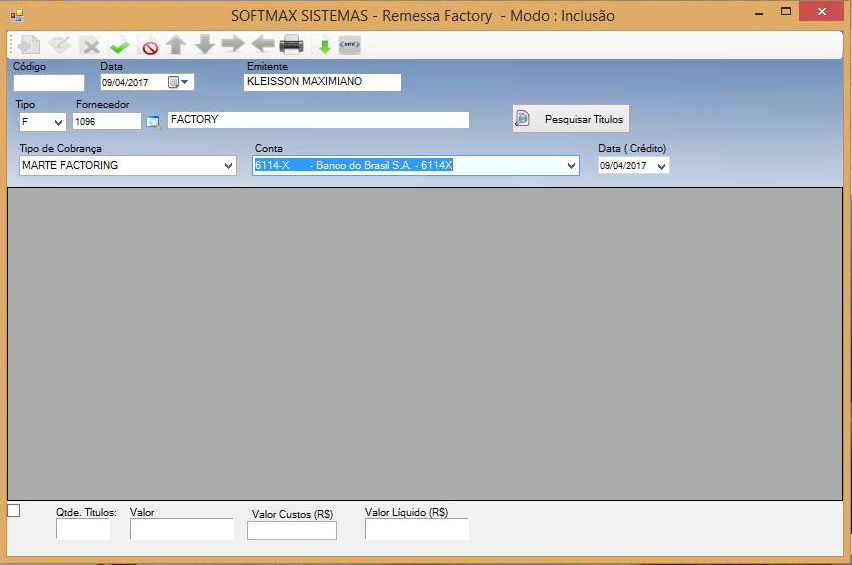 SOFTMAX SISTEMAS - Remessa Factory - Modo : Inclusão
<xml>
Código Data Emitente
09/04/2017 KLEISSON MAXIMIANO
Tipo Fornecedor
F 1096 FACTORY Pesquisar Titulos
Tipo de Cobrança Conta Data ( Crédito)
MARTE FACTORING 6114-X - Banco do Brasil S.A. - 6114X 09/04/2017
Qtde. Títulos: Valor Valor Custos (R$) Valor Líquido (R$)